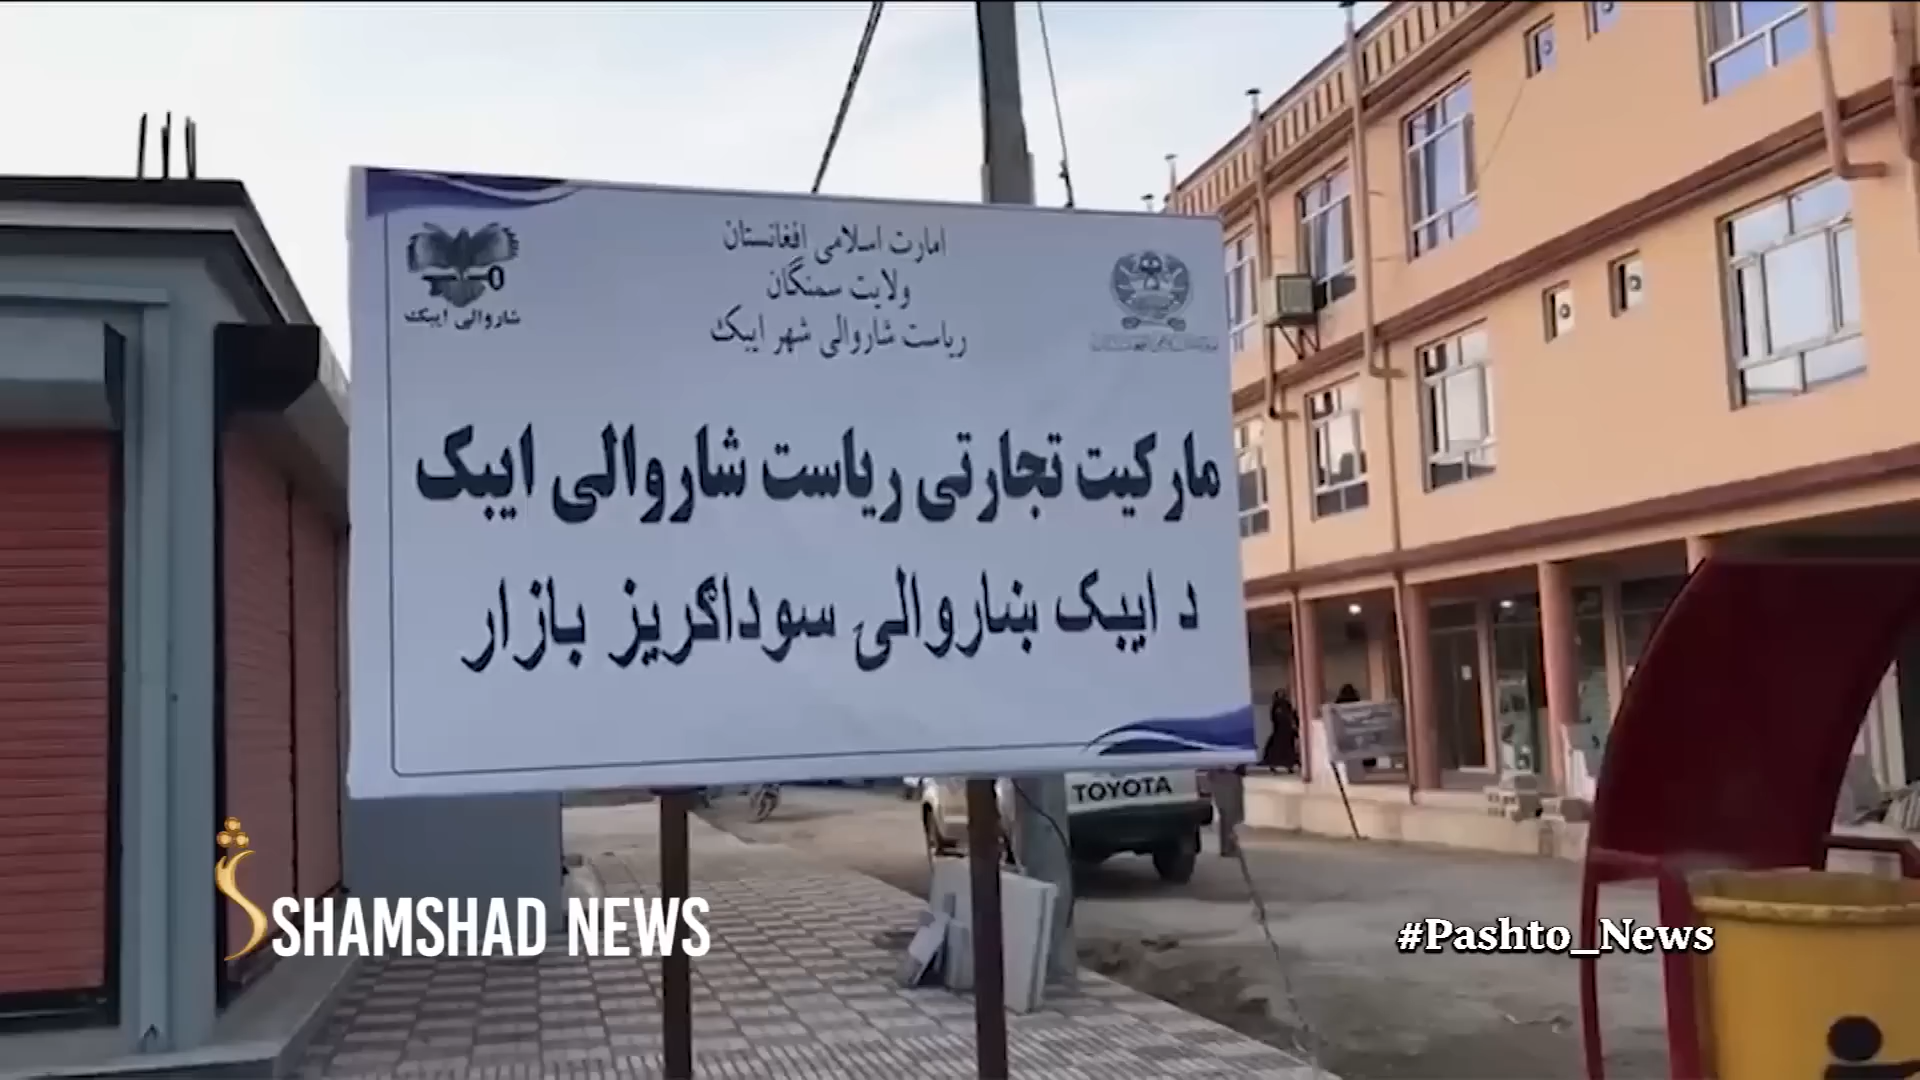 امارت اسلامی افغانستان
ولایت سمنگان
ریاست شاروالی شهر ایبک
شاروالی ایبک
مارکیت تجارتی ریاست شاروالی ایبک
د ایبک ښاروالۍ سوداګریز بازار
TOYOTA
SHAMSHAD NEWS
#Pashto_News